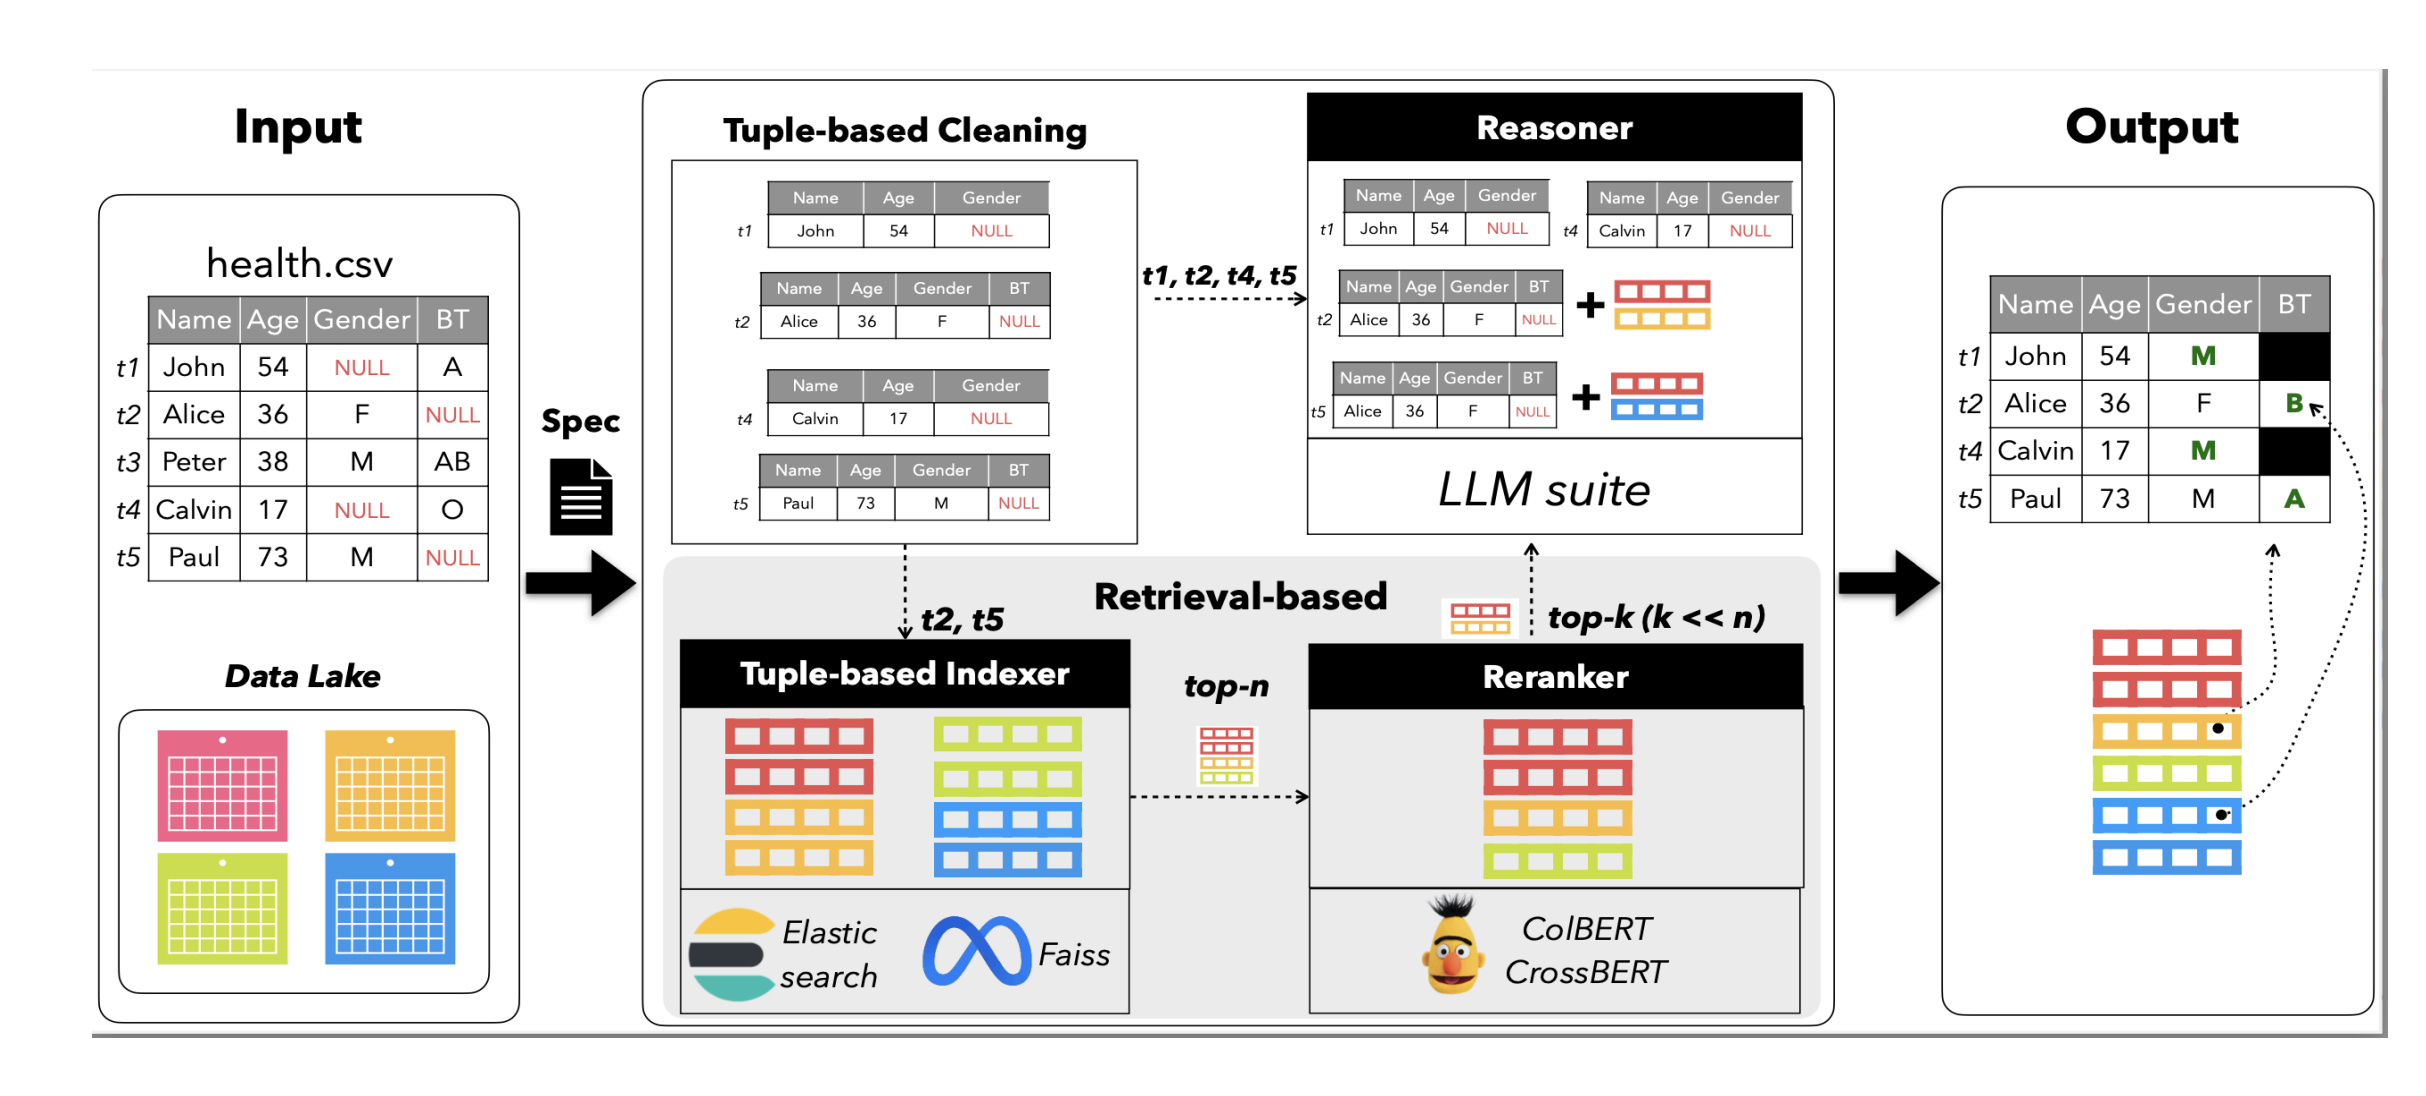 Input
health.csv
Name Age Gender BT
t1 John 54 NULL A
t2 Alice 36 F NULL
t3 Peter 38 M AB
t4 Calvin 17 NULL O
t5 Paul 73 M NULL
Data Lake
Spec
Tuple-based Cleaning
Name Age Gender
t1 John 54 NULL
Name Age Gender BT
t2 Alice 36 F NULL
Name Age Gender
t4 Calvin 17 NULL
Name Age Gender BT
t5 Paul 73 M NULL
t1, t2, t4, t5
Reasoner
Name Age Gender
t1 John 54 NULL
Name Age Gender
t4 Calvin 17 NULL
Name Age Gender BT
t2 Alice 36 F NULL +
Name Age Gender BT
t5 Alice 36 F NULL +
LLM suite
Retrieval-based
t2, t5
Tuple-based Indexer
Elastic
search
Faiss
top-n
top-k (k << n)
Reranker
ColBERT
CrossBERT
Output
Name Age Gender BT
t1 John 54 M
t2 Alice 36 F B
t4 Calvin 17 M
t5 Paul 73 M A